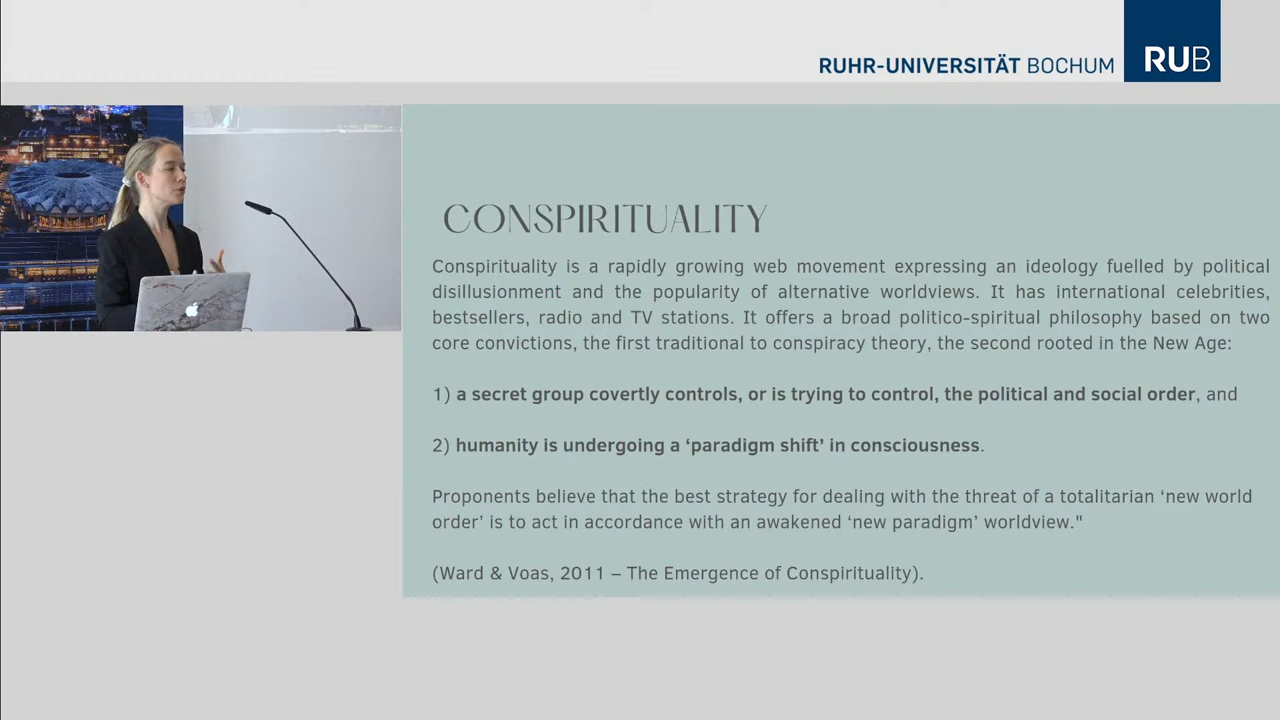 RUHR-UNIVERSITÄT BOCHUM
RUB
CONSPIRITUALITY
Conspirituality is a rapidly growing web movement expressing an ideology fuelled by political
disillusionment and the popularity of alternative worldviews. It has international celebrities,
bestsellers, radio and TV stations. It offers a broad politico-spiritual philosophy based on two
core convictions, the first traditional to conspiracy theory, the second rooted in the New Age:
1) a secret group covertly controls, or is trying to control, the political and social order, and
2) humanity is undergoing a ‘paradigm shift’ in consciousness.
Proponents believe that the best strategy for dealing with the threat of a totalitarian ‘new world
order’ is to act in accordance with an awakened ‘new paradigm’ worldview."
(Ward & Voas, 2011 – The Emergence of Conspirituality).